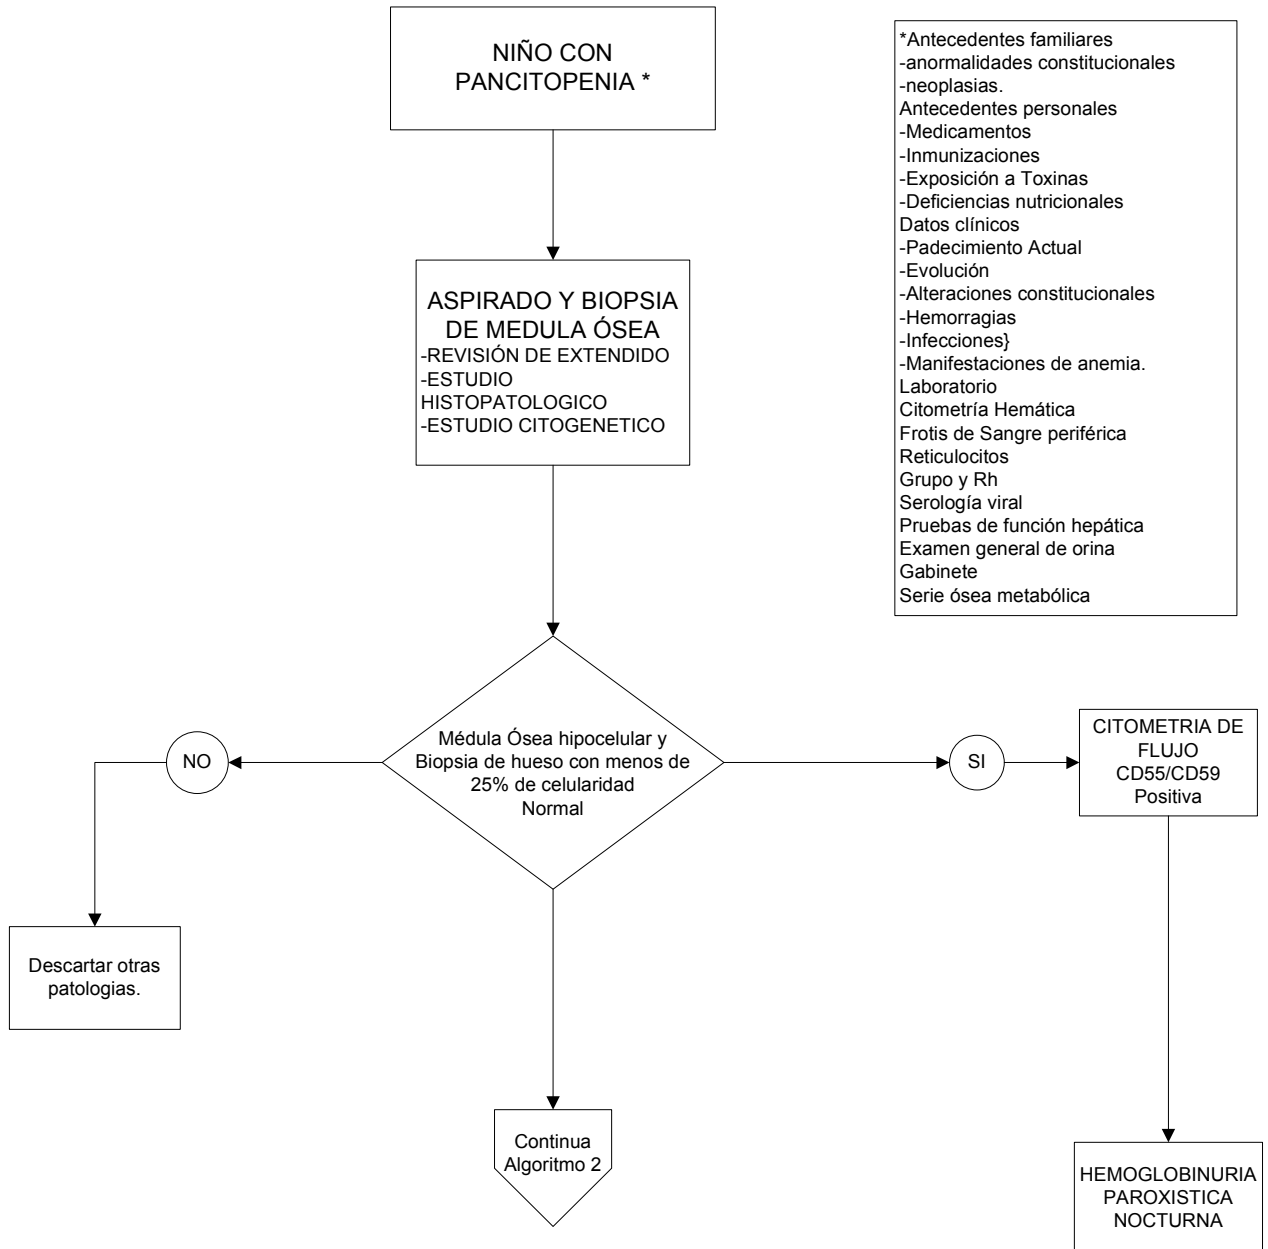 NIÑO CON
PANCITOPENIA *
*Antecedentes familiares
-anormalidades constitucionales
-neoplasias.
Antecedentes personales
-Medicamentos
-Inmunizaciones
-Exposición a Toxinas
-Deficiencias nutricionales
Datos clínicos
-Padecimiento Actual
-Evolución
-Alteraciones constitucionales
-Hemorragias
-Infecciones}
-Manifestaciones de anemia.
Laboratorio
Citometría Hemática
Frotis de Sangre periférica
Reticulocitos
Grupo y Rh
Serología viral
Pruebas de función hepática
Examen general de orina
Gabinete
Serie ósea metabólica
ASPIRADO Y BIOPSIA
DE MEDULA ÓSEA
-REVISIÓN DE EXTENDIDO
-ESTUDIO
HISTOPATOLOGICO
-ESTUDIO CITOGENETICO
Médula Ósea hipocelular y
Biopsia de hueso con menos de
25% de celularidad
Normal
NO
SI
CITOMETRIA DE
FLUJO
CD55/CD59
Positiva
Descartar otras
patologias.
Continua
Algoritmo 2
HEMOGLOBINURIA
PAROXISTICA
NOCTURNA